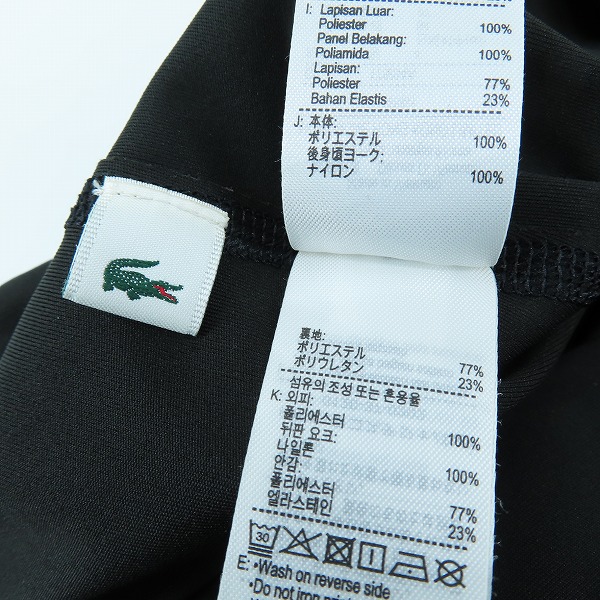 I: Lapisan Luar:
Poliester 100%
Panel Belakang:
Poliamida 100%
Lapisan:
Poliester 77%
Bahan Elastis 23%
J: 本体:
ポリエステル 100%
後身頃ヨーク:
ナイロン 100%
裏地:
ポリエステル 77%
ポリウレタン 23%
섬유의 조성 또는 혼용율
K: 외피:
폴리에스터 100%
뒤판 요크:
나일론 100%
안감:
폴리에스터 77%
엘라스테인 23%
30
E: •Wash on reverse side
•Do not iron print